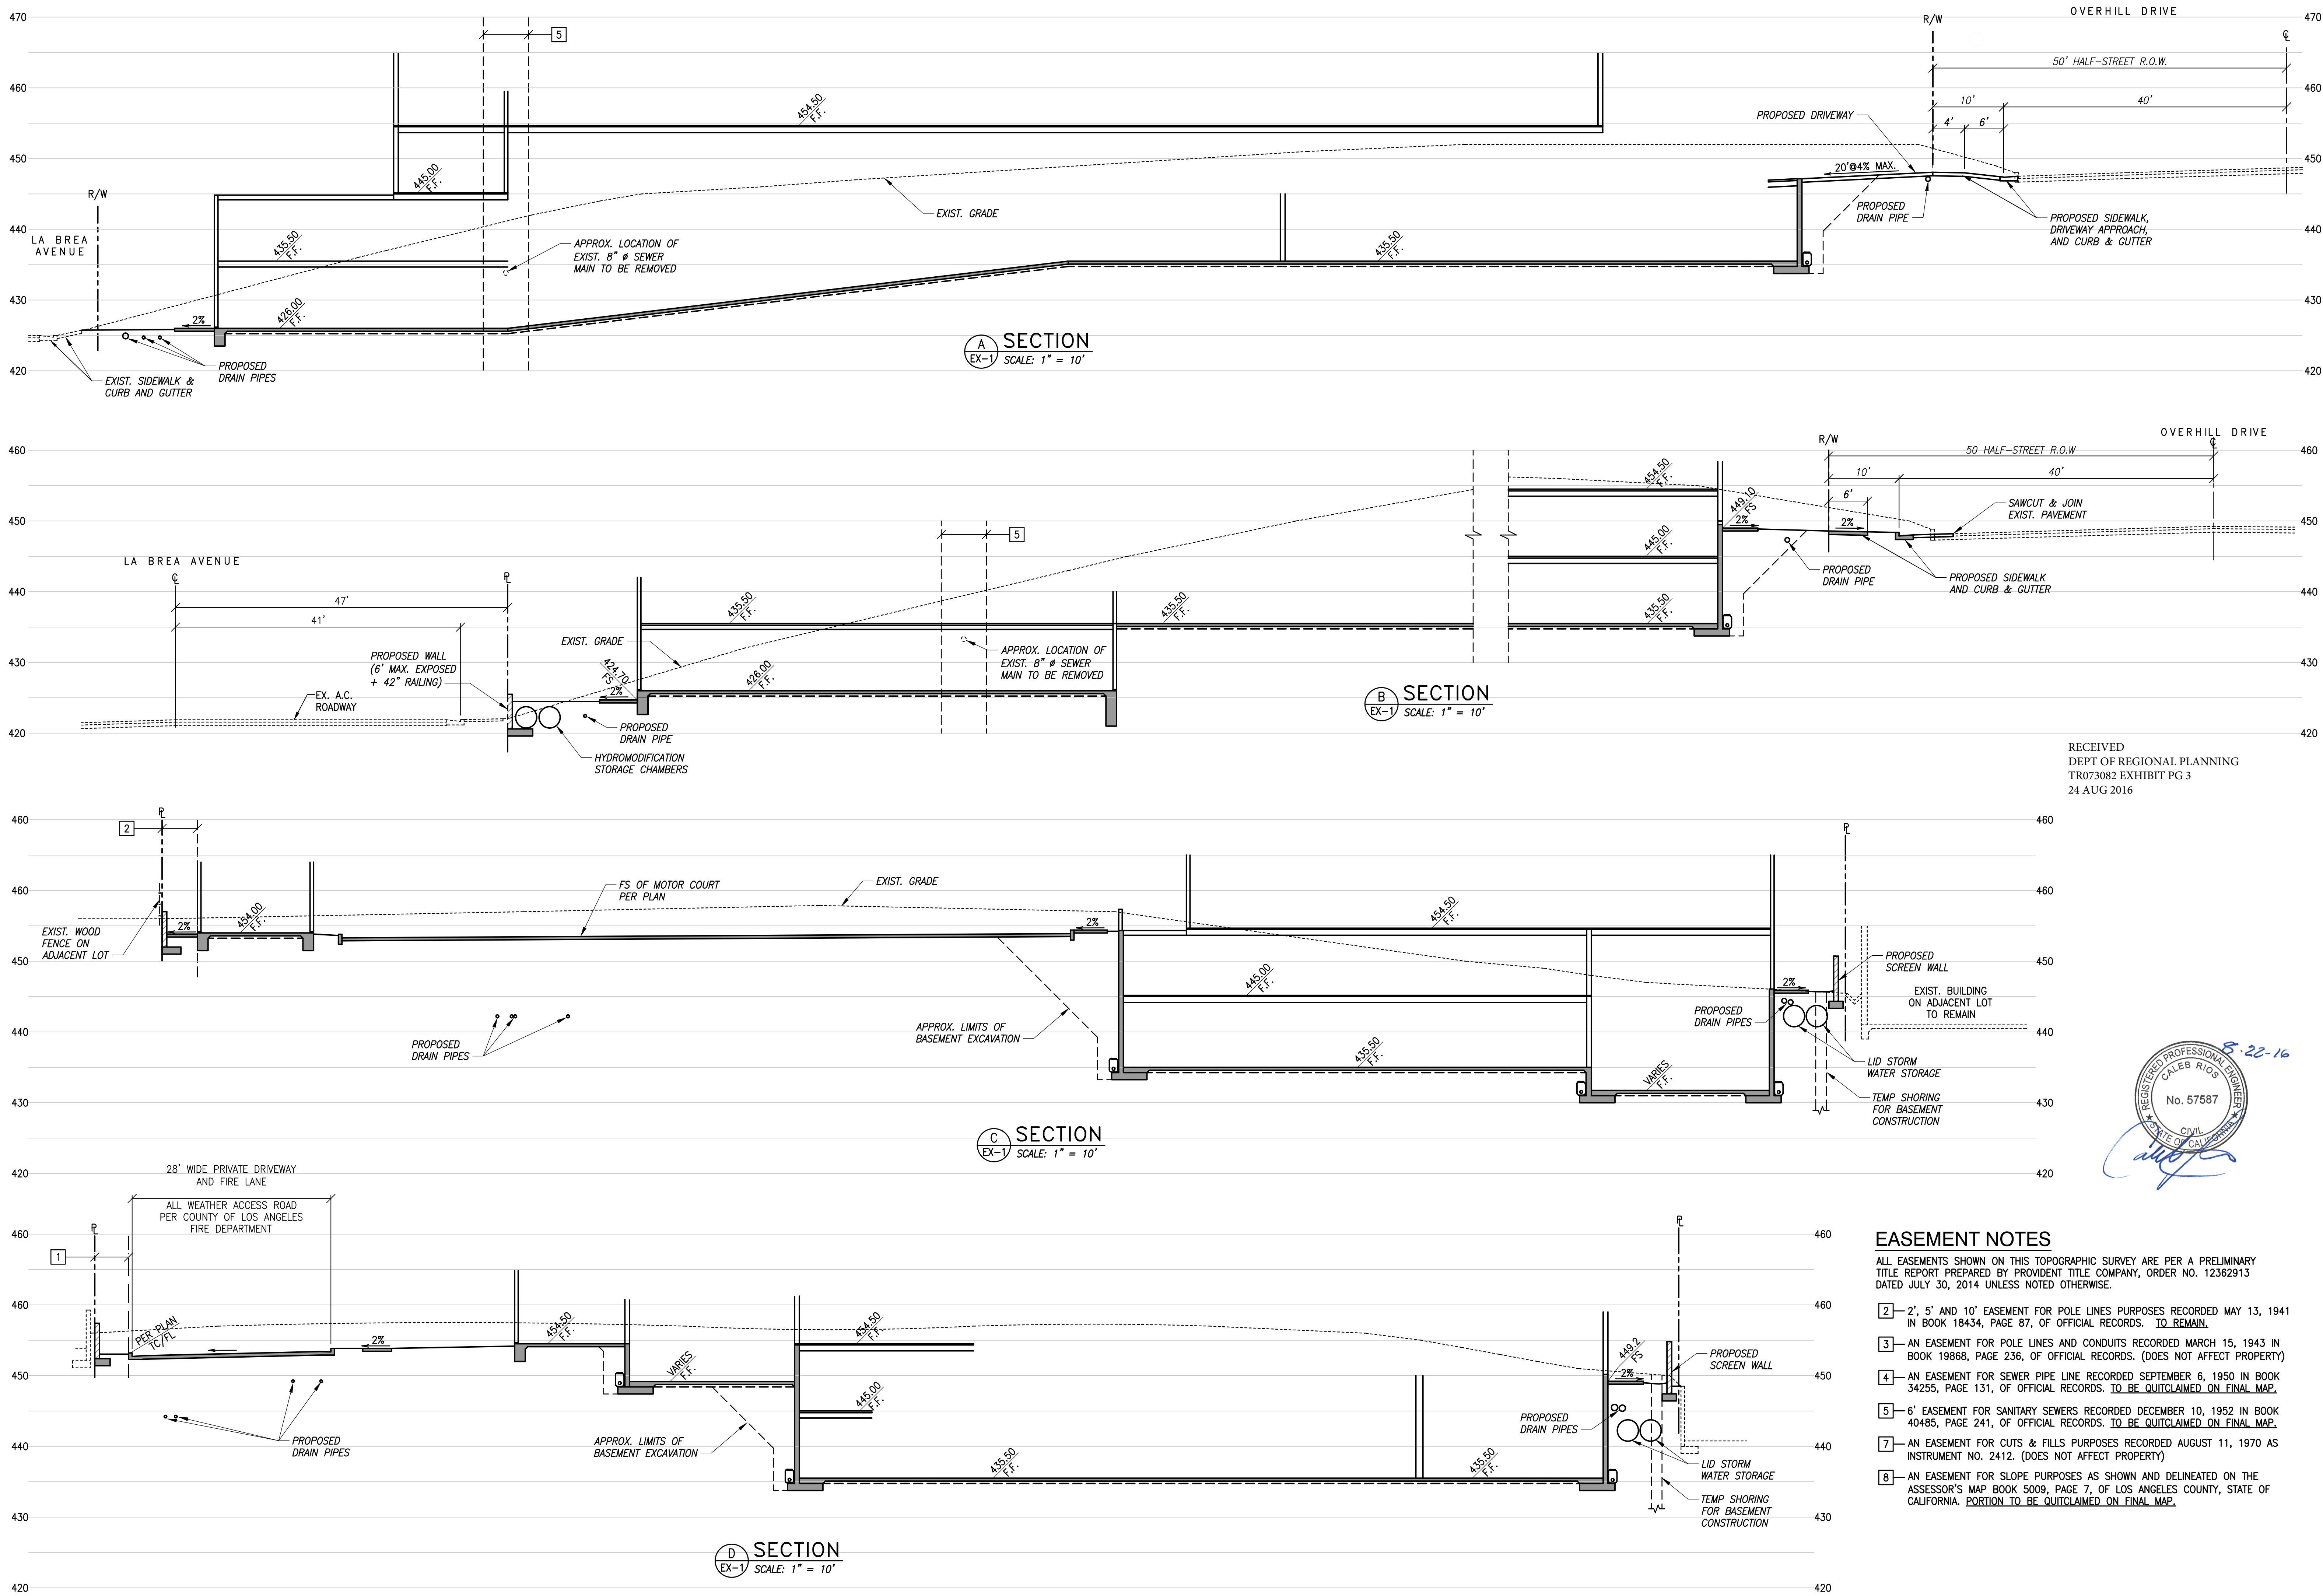 OVERHILL DRIVE
470
470
R/W
℄
5
50' HALF-STREET R.O.W.
460
460
10'
40'
454.50
F.F.
PROPOSED DRIVEWAY
4'
6'
450
450
20'@4% MAX.
445.00
F.F.
R/W
PROPOSED
DRAIN PIPE
EXIST. GRADE
PROPOSED SIDEWALK,
DRIVEWAY APPROACH,
AND CURB & GUTTER
440
440
LA BREA
AVENUE
435.50
F.F.
APPROX. LOCATION OF
EXIST. 8" ø SEWER
MAIN TO BE REMOVED
435.50
F.F.
430
430
426.00
F.F.
2%
A
EX-1
SECTION
SCALE: 1" = 10'
PROPOSED
DRAIN PIPES
420
420
EXIST. SIDEWALK &
CURB AND GUTTER
OVERHILL DRIVE
R/W
℄
460
460
50 HALF-STREET R.O.W
454.50
F.F.
10'
40'
6'
449.10
FS
SAWCUT & JOIN
EXIST. PAVEMENT
450
450
2%
2%
5
LA BREA AVENUE
445.00
F.F.
℄
PROPOSED
DRAIN PIPE
PROPOSED SIDEWALK
AND CURB & GUTTER
440
440
47'
435.50
F.F.
435.50
F.F.
435.50
F.F.
41'
EXIST. GRADE
PROPOSED WALL
(6' MAX. EXPOSED
+ 42" RAILING)
APPROX. LOCATION OF
EXIST. 8" ø SEWER
MAIN TO BE REMOVED
430
430
424.70
FS
426.00
F.F.
2%
EX. A.C.
ROADWAY
B
EX-1
SECTION
SCALE: 1" = 10'
420
420
PROPOSED
DRAIN PIPE
HYDROMODIFICATION
STORAGE CHAMBERS
RECEIVED
DEPT OF REGIONAL PLANNING
TR073082 EXHIBIT PG 3
24 AUG 2016
460
460
2
460
460
FS OF MOTOR COURT
PER PLAN
EXIST. GRADE
454.00
F.F.
454.50
F.F.
2%
2%
EXIST. WOOD
FENCE ON
ADJACENT LOT
450
450
PROPOSED
SCREEN WALL
445.00
F.F.
2%
EXIST. BUILDING
ON ADJACENT LOT
TO REMAIN
PROPOSED
DRAIN PIPES
PROPOSED
DRAIN PIPES
APPROX. LIMITS OF
BASEMENT EXCAVATION
440
440
435.50
F.F.
VARIES
F.F.
LID STORM
WATER STORAGE
TEMP SHORING
FOR BASEMENT
CONSTRUCTION
430
430
8-22-16
REGISTERED PROFESSIONAL ENGINEER
CALEB RIOS
No. 57587
CIVIL
STATE OF CALIFORNIA
C
EX-1
SECTION
SCALE: 1" = 10'
420
420
28' WIDE PRIVATE DRIVEWAY
AND FIRE LANE
ALL WEATHER ACCESS ROAD
PER COUNTY OF LOS ANGELES
FIRE DEPARTMENT
460
460
1
460
460
PER PLAN
TC/FL
2%
454.50
F.F.
454.50
F.F.
VARIES
F.F.
449.2
FS
2%
PROPOSED
SCREEN WALL
450
450
445.00
F.F.
PROPOSED
DRAIN PIPES
APPROX. LIMITS OF
BASEMENT EXCAVATION
PROPOSED
DRAIN PIPES
440
440
435.50
F.F.
435.50
F.F.
LID STORM
WATER STORAGE
TEMP SHORING
FOR BASEMENT
CONSTRUCTION
430
430
D
EX-1
SECTION
SCALE: 1" = 10'
420
420
EASEMENT NOTES
ALL EASEMENTS SHOWN ON THIS TOPOGRAPHIC SURVEY ARE PER A PRELIMINARY
TITLE REPORT PREPARED BY PROVIDENT TITLE COMPANY, ORDER NO. 12362913
DATED JULY 30, 2014 UNLESS NOTED OTHERWISE.
2 2', 5' AND 10' EASEMENT FOR POLE LINES PURPOSES RECORDED MAY 13, 1941
IN BOOK 18434, PAGE 87, OF OFFICIAL RECORDS. TO REMAIN.
3 AN EASEMENT FOR POLE LINES AND CONDUITS RECORDED MARCH 15, 1943 IN
BOOK 19868, PAGE 236, OF OFFICIAL RECORDS. (DOES NOT AFFECT PROPERTY)
4 AN EASEMENT FOR SEWER PIPE LINE RECORDED SEPTEMBER 6, 1950 IN BOOK
34255, PAGE 131, OF OFFICIAL RECORDS. TO BE QUITCLAIMED ON FINAL MAP.
5 6' EASEMENT FOR SANITARY SEWERS RECORDED DECEMBER 10, 1952 IN BOOK
40485, PAGE 241, OF OFFICIAL RECORDS. TO BE QUITCLAIMED ON FINAL MAP.
7 AN EASEMENT FOR CUTS & FILLS PURPOSES RECORDED AUGUST 11, 1970 AS
INSTRUMENT NO. 2412. (DOES NOT AFFECT PROPERTY)
8 AN EASEMENT FOR SLOPE PURPOSES AS SHOWN AND DELINEATED ON THE
ASSESSOR'S MAP BOOK 5009, PAGE 7, OF LOS ANGELES COUNTY, STATE OF
CALIFORNIA. PORTION TO BE QUITCLAIMED ON FINAL MAP.